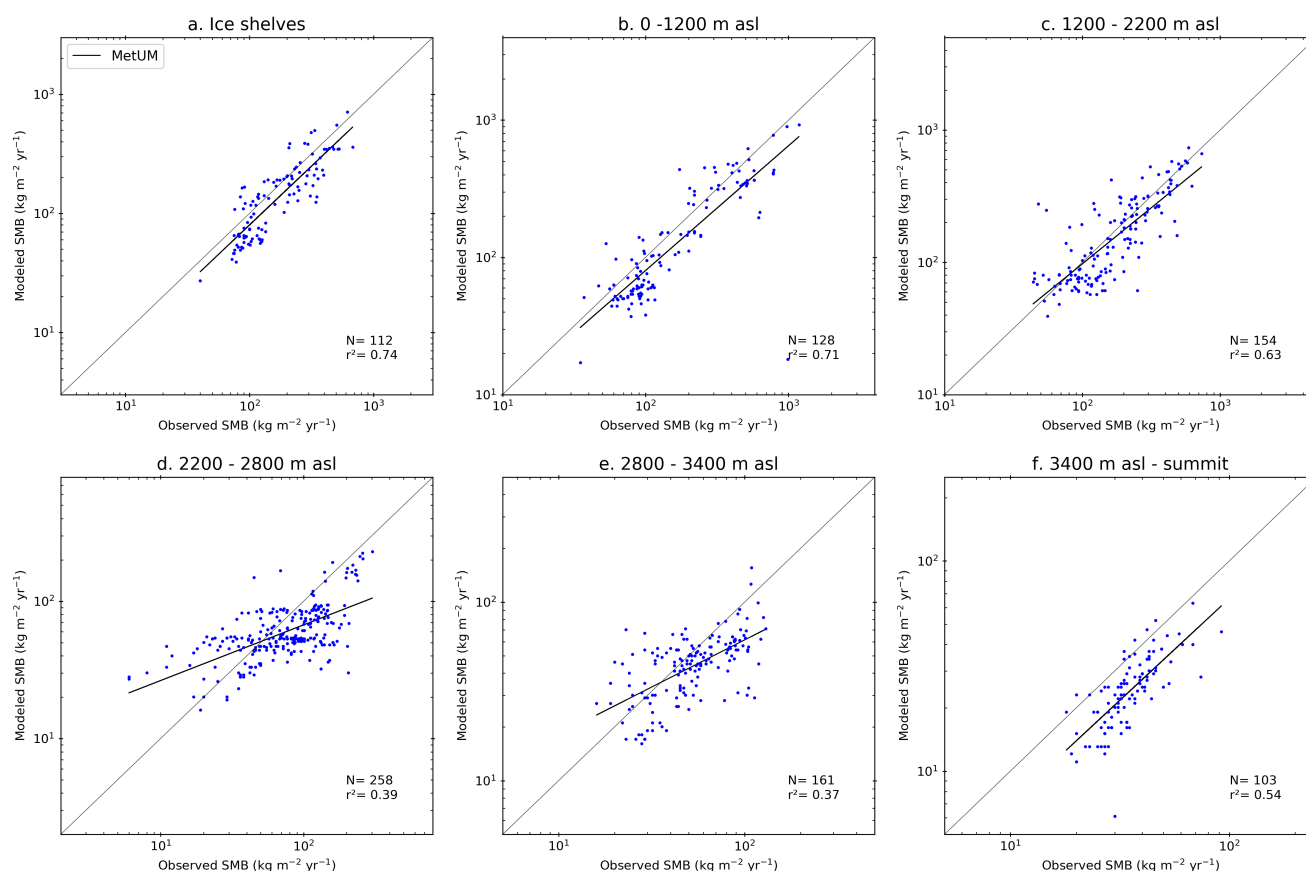 a. Ice shelves
MetUM
10³
10²
10¹
Modeled SMB (kg m⁻² yr⁻¹)
N= 112
r²= 0.74
10¹ 10² 10³
Observed SMB (kg m⁻² yr⁻¹)
b. 0 -1200 m asl
10³
10²
10¹
Modeled SMB (kg m⁻² yr⁻¹)
N= 128
r²= 0.71
10¹ 10² 10³
Observed SMB (kg m⁻² yr⁻¹)
c. 1200 - 2200 m asl
10³
10²
10¹
Modeled SMB (kg m⁻² yr⁻¹)
N= 154
r²= 0.63
10¹ 10² 10³
Observed SMB (kg m⁻² yr⁻¹)
d. 2200 - 2800 m asl
10²
10¹
Modeled SMB (kg m⁻² yr⁻¹)
N= 258
r²= 0.39
10¹ 10²
Observed SMB (kg m⁻² yr⁻¹)
e. 2800 - 3400 m asl
10²
10¹
Modeled SMB (kg m⁻² yr⁻¹)
N= 161
r²= 0.37
10¹ 10²
Observed SMB (kg m⁻² yr⁻¹)
f. 3400 m asl - summit
10²
10¹
Modeled SMB (kg m⁻² yr⁻¹)
N= 103
r²= 0.54
10¹ 10²
Observed SMB (kg m⁻² yr⁻¹)